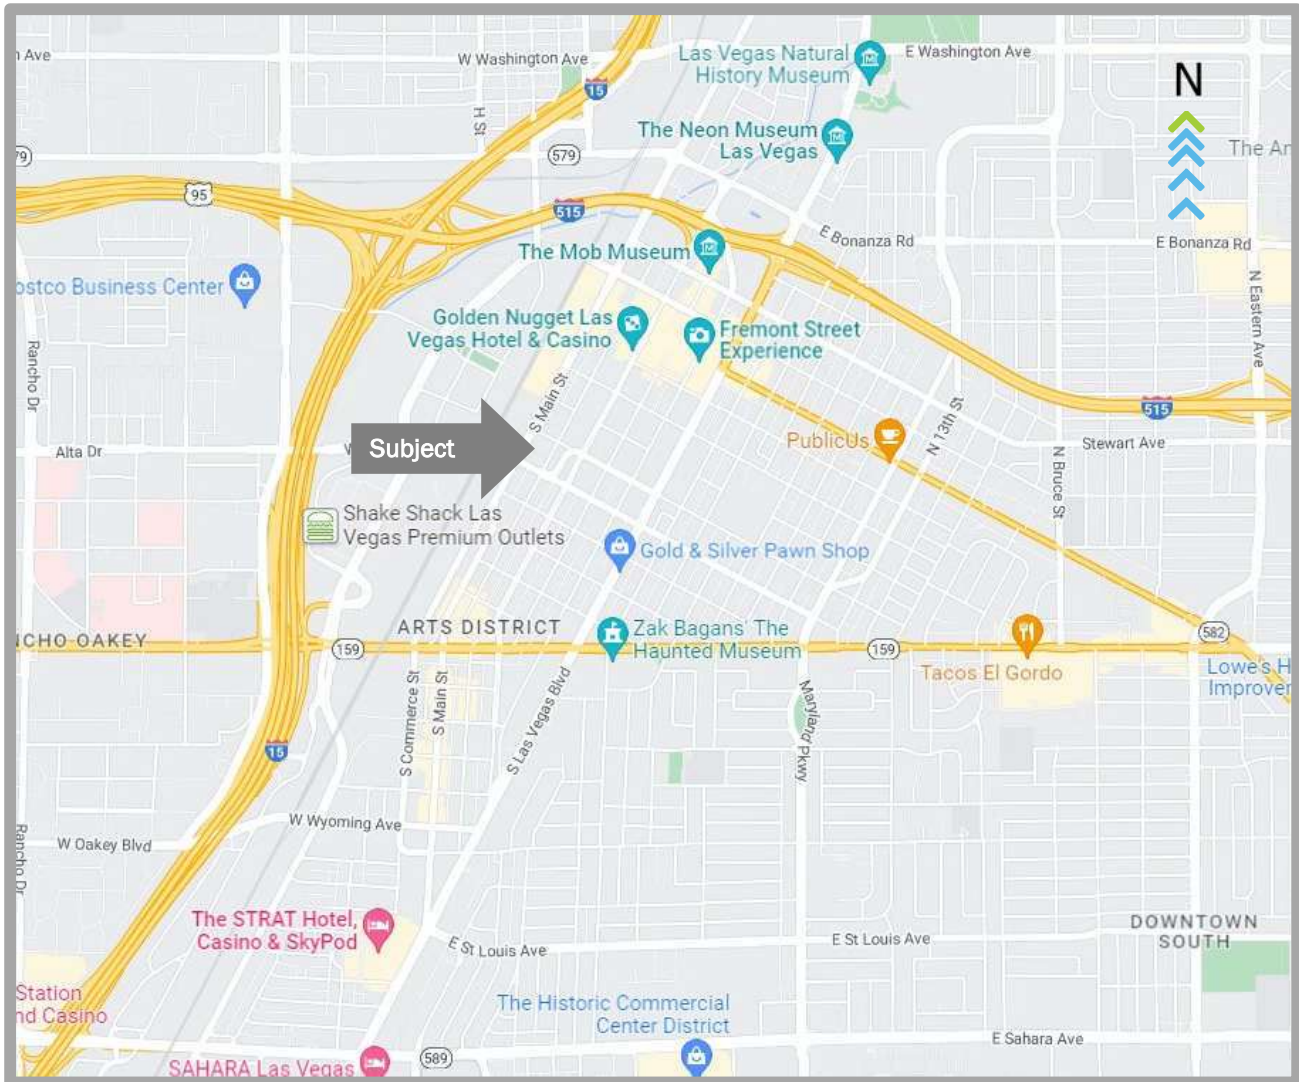 n Ave
W Washington Ave
Las Vegas Natural
History Museum
E Washington Ave
N
15
H St
The Neon Museum
Las Vegas
579
79
The Ar
95
515
E Bonanza Rd
E Bonanza Rd
The Mob Museum
ostco Business Center
N Eastern Ave
Golden Nugget Las
Vegas Hotel & Casino
Fremont Street
Experience
Rancho Dr
S Main St
515
N 13th St
PublicUs
Stewart Ave
Alta Dr
W
Subject
N Bruce St
Shake Shack Las
Vegas Premium Outlets
Gold & Silver Pawn Shop
NCHO OAKEY
ARTS DISTRICT
Zak Bagans' The
Haunted Museum
159
159
582
Tacos El Gordo
Lowe's H
Improver
S Commerce St
S Main St
S Las Vegas Blvd
Maryland Pkwy
15
W Wyoming Ave
W Oakey Blvd
Rancho Dr
The STRAT Hotel,
Casino & SkyPod
E St Louis Ave
E St Louis Ave
DOWNTOWN
SOUTH
Station
nd Casino
The Historic Commercial
Center District
E Sahara Ave
589
SAHARA Las Vegas